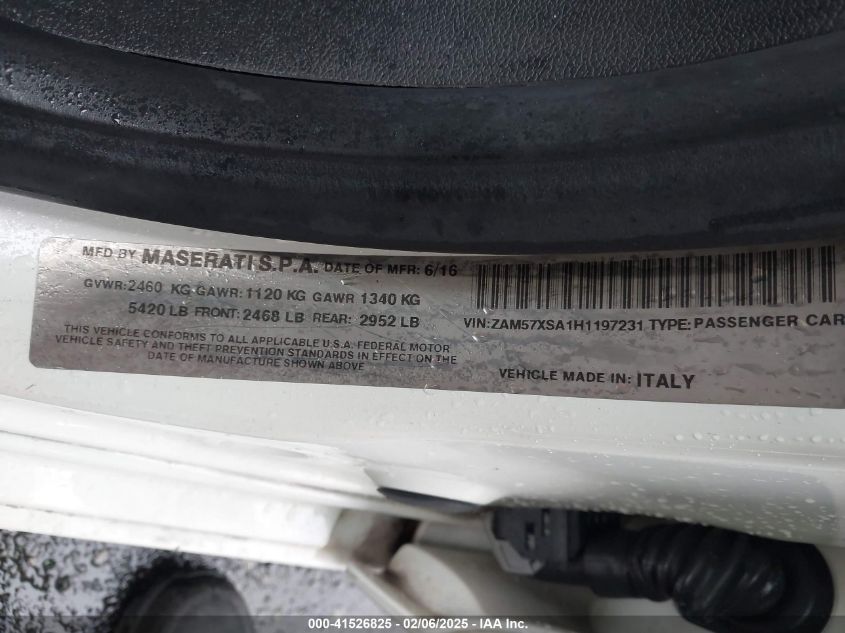 MFD BY MASERATI S.P.A. DATE OF MFR: 6/16
GVWR:2460 KG GAWR:1120 KG GAWR 1340 KG
5420 LB FRONT:2468 LB REAR: 2952 LB
THIS VEHICLE CONFORMS TO ALL APPLICABLE U.S.A. FEDERAL MOTOR
VEHICLE SAFETY AND THEFT PREVENTION STANDARDS IN EFFECT ON THE
DATE OF MANUFACTURE SHOWN ABOVE
VIN:ZAM57XSA1H1197231 TYPE:PASSENGER CAR
VEHICLE MADE IN: ITALY
000-41526825 - 02/06/2025 - IAA Inc.